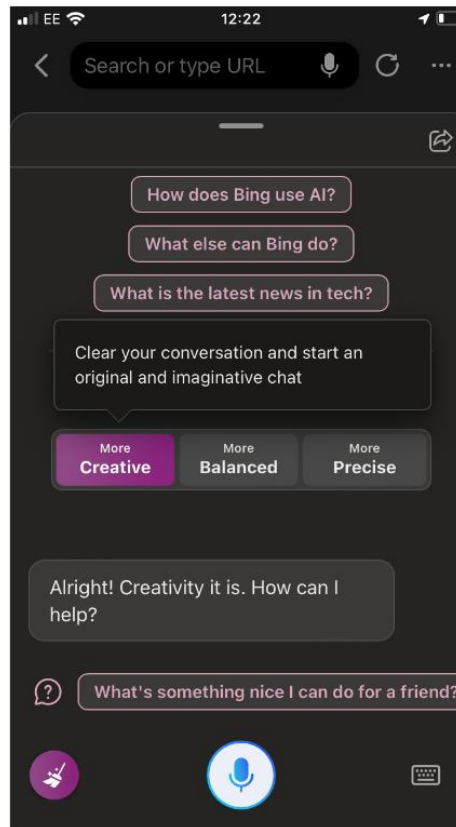 EE 12:22
Search or type URL
How does Bing use AI?
What else can Bing do?
What is the latest news in tech?
Clear your conversation and start an
original and imaginative chat
More More More
Creative Balanced Precise
Alright! Creativity it is. How can I
help?
What's something nice I can do for a friend?